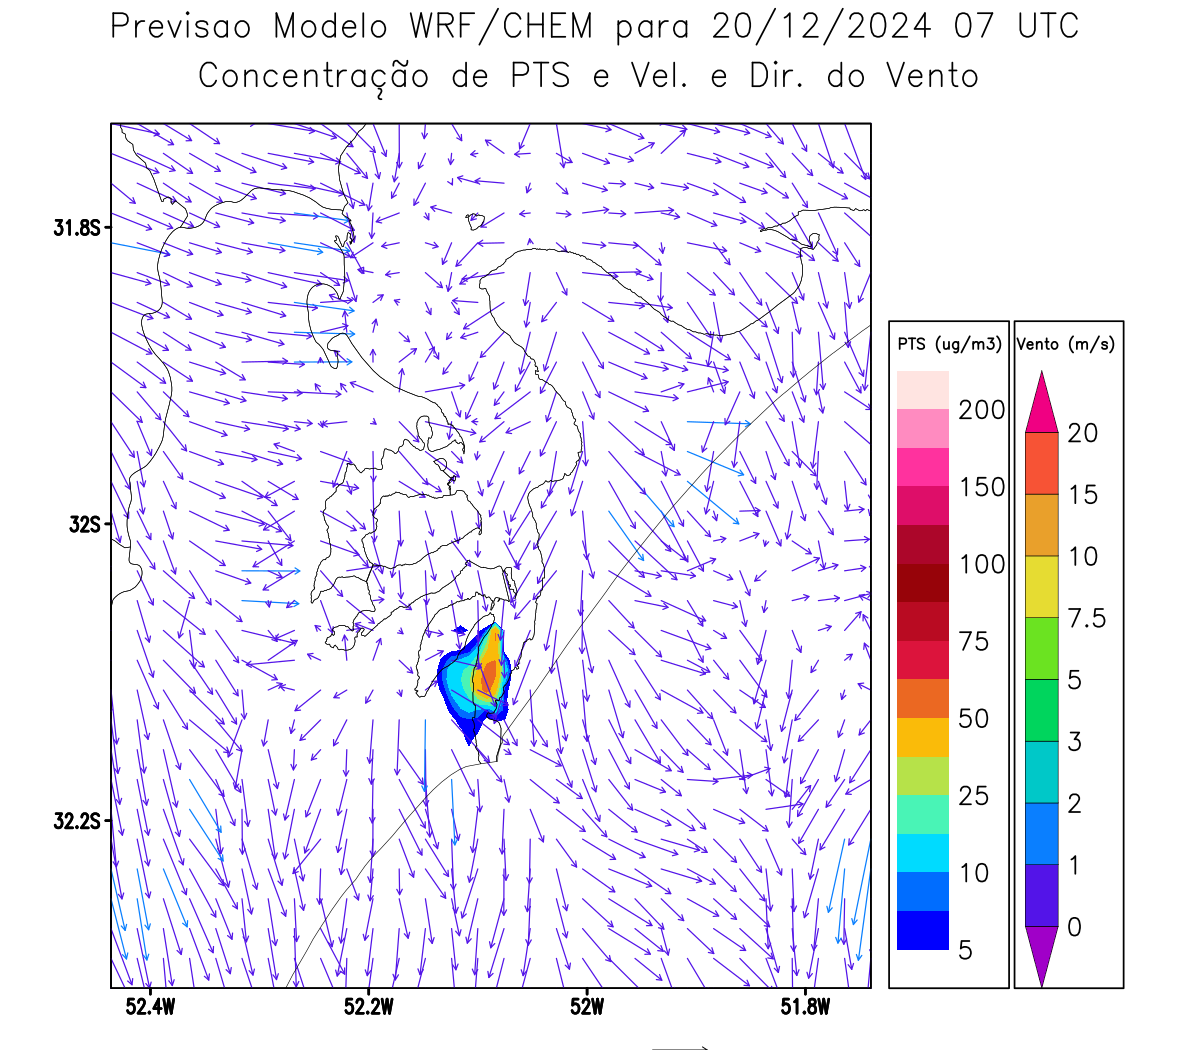 Previsao Modelo WRF/CHEM para 20/12/2024 07 UTC
Concentração de PTS e Vel. e Dir. do Vento
31.8S
32S
32.2S
52.4W
52.2W
52W
51.8W
PTS (ug/m3)
200
150
100
75
50
25
10
5
Vento (m/s)
20
15
10
7.5
5
3
2
1
0